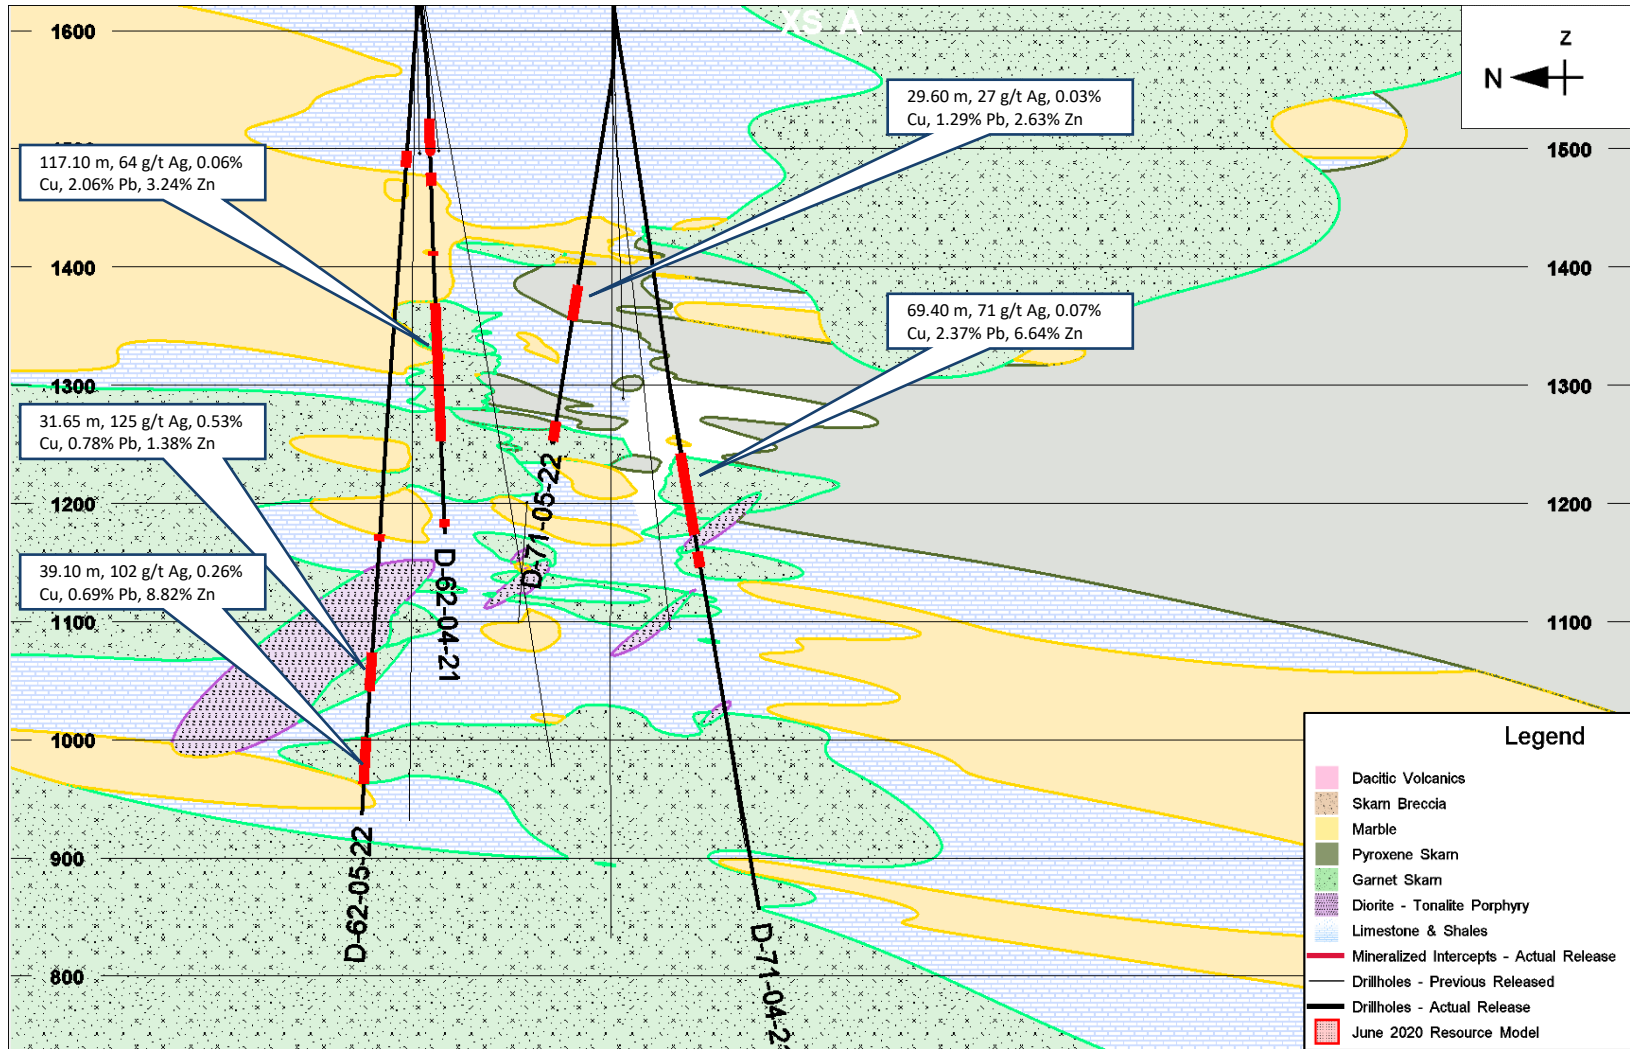 XS A
1600
Z
N
29.60 m, 27 g/t Ag, 0.03%
Cu, 1.29% Pb, 2.63% Zn
1500
117.10 m, 64 g/t Ag, 0.06%
Cu, 2.06% Pb, 3.24% Zn
1400
1400
69.40 m, 71 g/t Ag, 0.07%
Cu, 2.37% Pb, 6.64% Zn
1300
1300
31.65 m, 125 g/t Ag, 0.53%
Cu, 0.78% Pb, 1.38% Zn
1200
1200
D-71-05-22
D-62-04-21
39.10 m, 102 g/t Ag, 0.26%
Cu, 0.69% Pb, 8.82% Zn
1100
1100
1000
900
D-62-05-22
800
Legend
Dacitic Volcanics
Skarn Breccia
Marble
Pyroxene Skarn
Garnet Skarn
Diorite - Tonalite Porphyry
Limestone & Shales
Mineralized Intercepts - Actual Release
Drillholes - Previous Released
Drillholes - Actual Release
June 2020 Resource Model